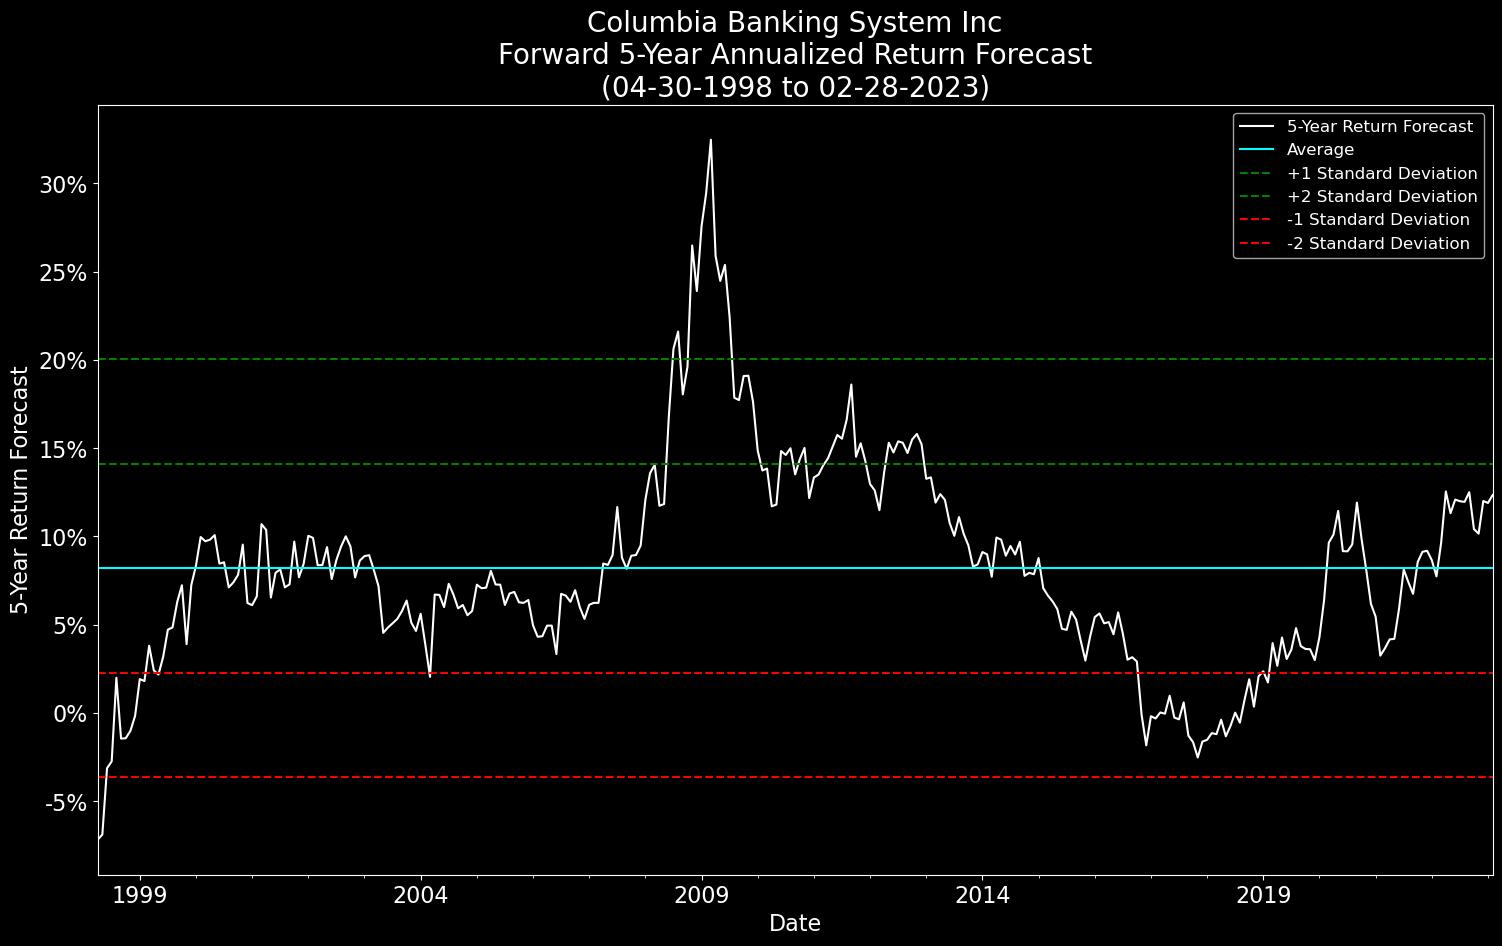 Columbia Banking System Inc
Forward 5-Year Annualized Return Forecast
(04-30-1998 to 02-28-2023)
5-Year Return Forecast
Average
+1 Standard Deviation
+2 Standard Deviation
-1 Standard Deviation
-2 Standard Deviation
30%
25%
20%
15%
10%
5%
0%
-5%
5-Year Return Forecast
1999 2004 2009 2014 2019
Date